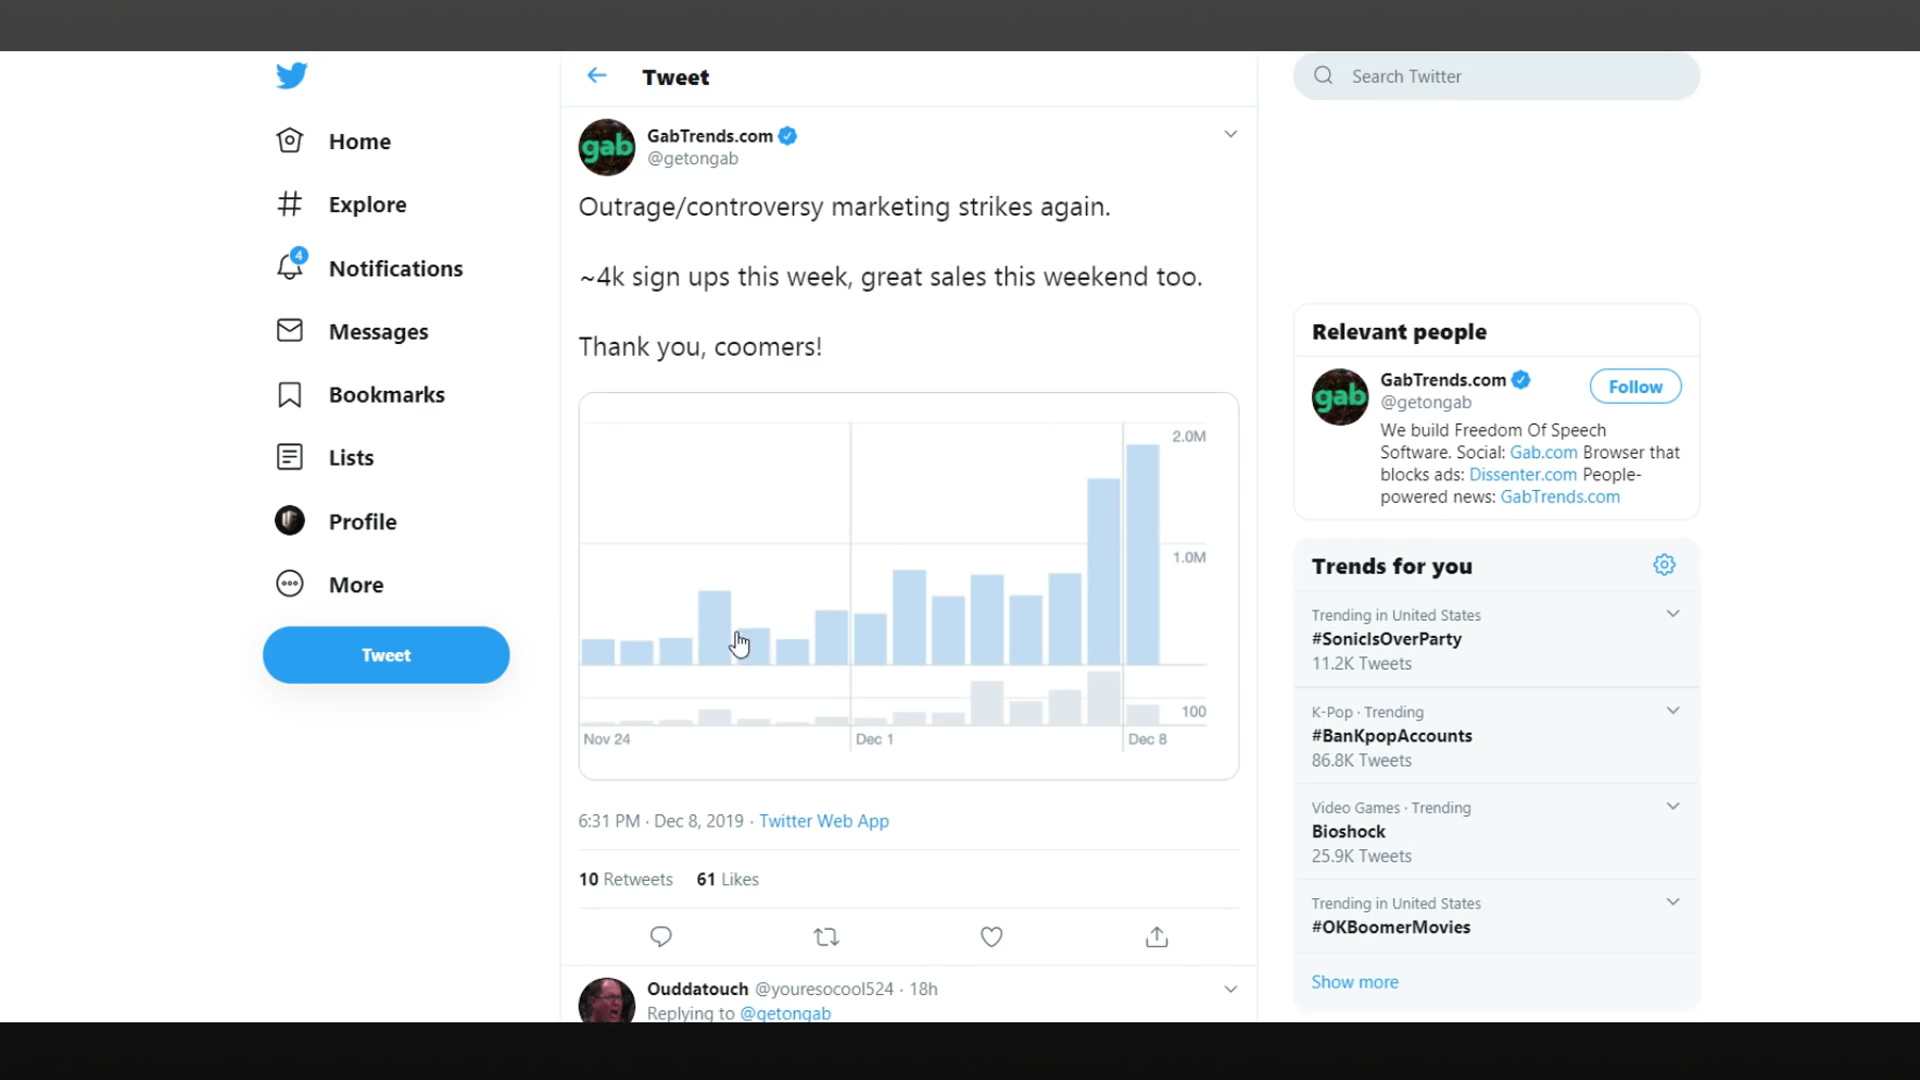 Home
Explore
4
Notifications
Messages
Bookmarks
Lists
Profile
More
Tweet
Tweet
gab
GabTrends.com
@getongab
Outrage/controversy marketing strikes again.
~4k sign ups this week, great sales this weekend too.
Thank you, coomers!
2.0M
1.0M
100
Nov 24
Dec 1
Dec 8
6:31 PM · Dec 8, 2019 · Twitter Web App
10 Retweets 61 Likes
Ouddatouch @youresocool524 · 18h
Replying to @getongab
Search Twitter
Relevant people
gab
GabTrends.com
@getongab
Follow
We build Freedom Of Speech
Software. Social: Gab.com Browser that
blocks ads: Dissenter.com People-
powered news: GabTrends.com
Trends for you
Trending in United States
#SonicIsOverParty
11.2K Tweets
K-Pop · Trending
#BanKpopAccounts
86.8K Tweets
Video Games · Trending
Bioshock
25.9K Tweets
Trending in United States
#OKBoomerMovies
Show more